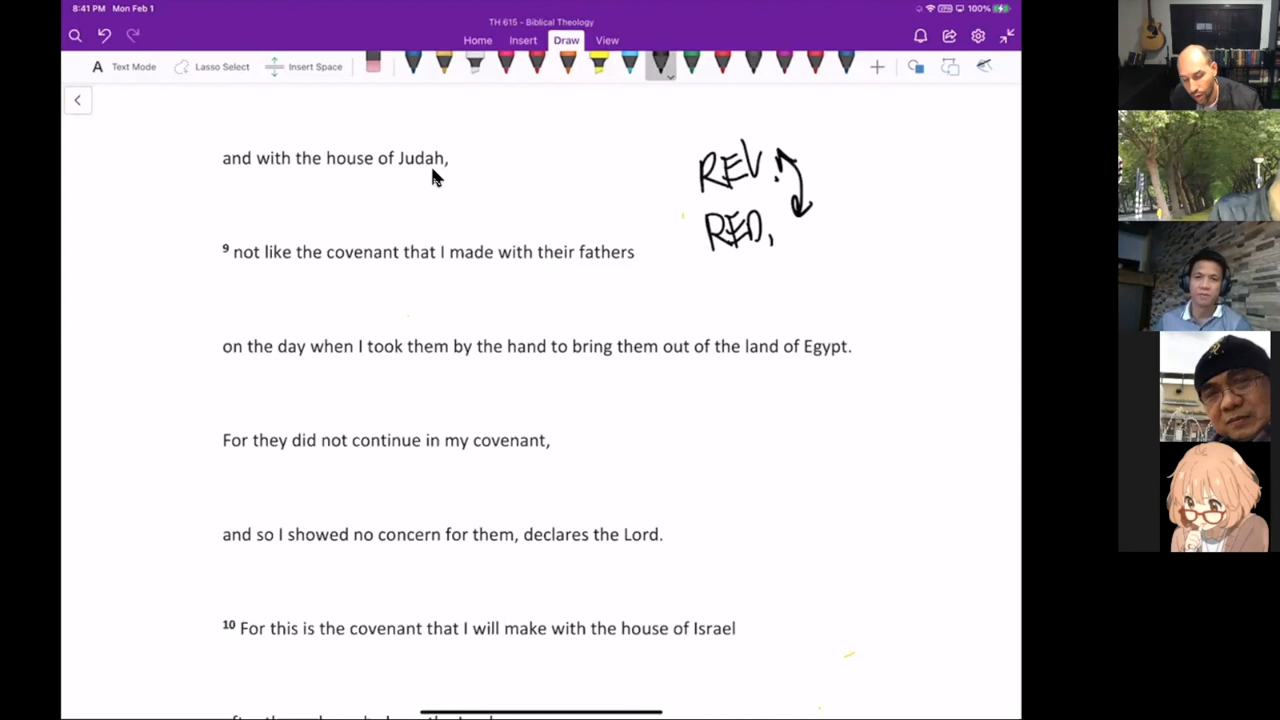 8:41 PM Mon Feb 1
100%
TH 615 - Biblical Theology
Home Insert Draw View
A Text Mode Lasso Select Insert Space
and with the house of Judah,
REV.
RED.
9 not like the covenant that I made with their fathers
on the day when I took them by the hand to bring them out of the land of Egypt.
For they did not continue in my covenant,
and so I showed no concern for them, declares the Lord.
10 For this is the covenant that I will make with the house of Israel